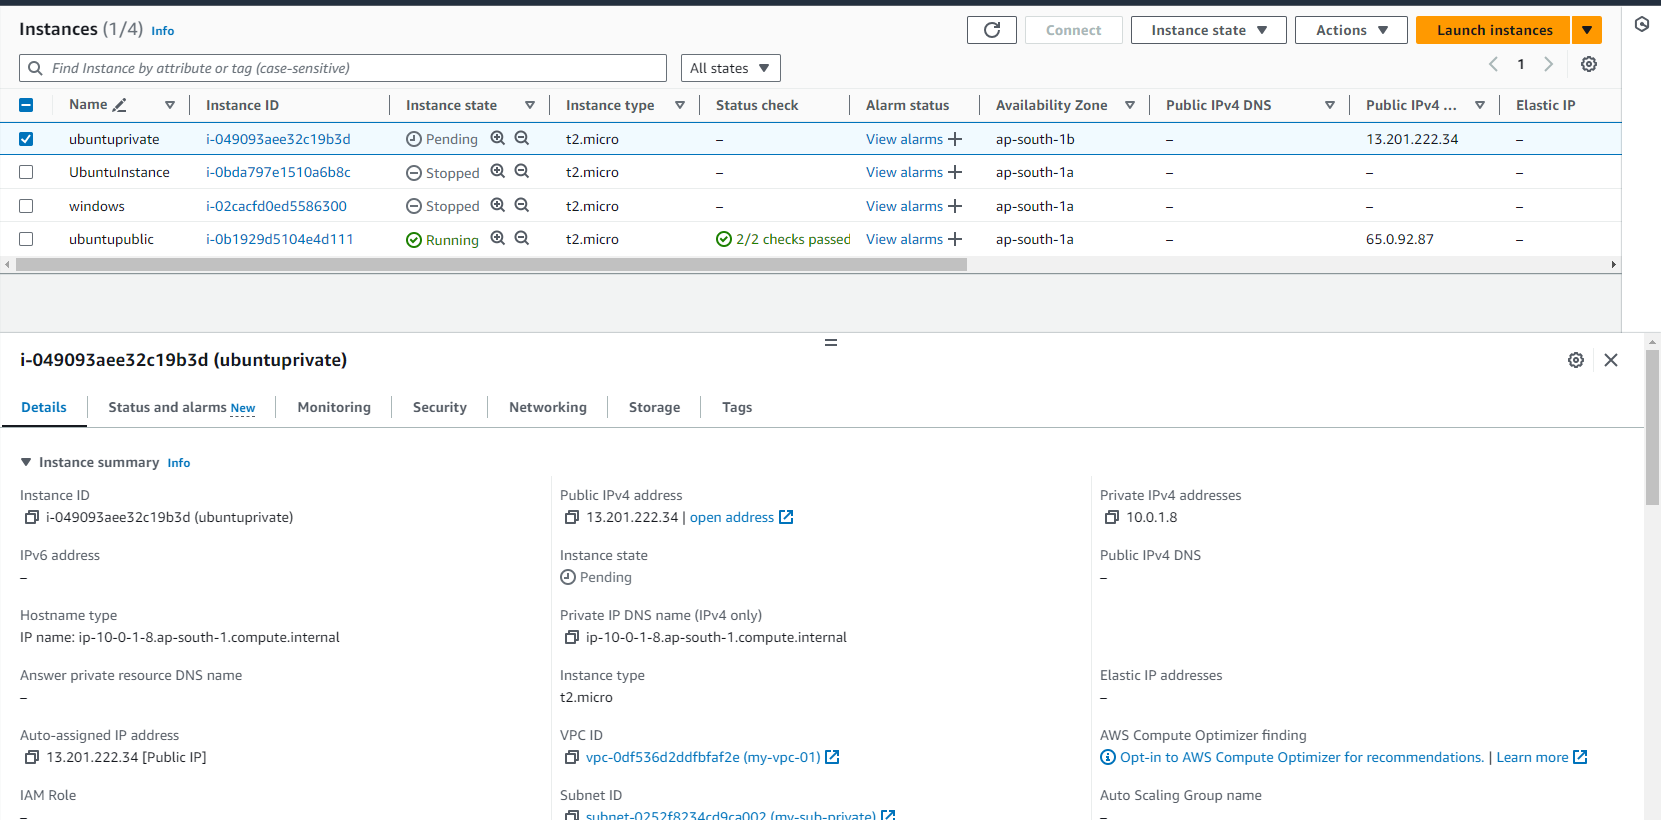 Instances (1/4) Info
Connect Instance state Actions Launch instances
Find Instance by attribute or tag (case-sensitive) All states 1
Name Instance ID Instance state Instance type Status check Alarm status Availability Zone Public IPv4 DNS Public IPv4 ... Elastic IP
ubuntuprivate i-049093aee32c19b3d Pending t2.micro – View alarms ap-south-1b – 13.201.222.34 –
UbuntuInstance i-0bda797e1510a6b8c Stopped t2.micro – View alarms ap-south-1a – – –
windows i-02cacfd0ed5586300 Stopped t2.micro – View alarms ap-south-1a – – –
ubuntupublic i-0b1929d5104e4d111 Running t2.micro 2/2 checks passed View alarms ap-south-1a – 65.0.92.87 –
i-049093aee32c19b3d (ubuntuprivate)
Details Status and alarms New Monitoring Security Networking Storage Tags
Instance summary Info
Instance ID Public IPv4 address Private IPv4 addresses
i-049093aee32c19b3d (ubuntuprivate) 13.201.222.34 | open address 10.0.1.8
IPv6 address Instance state Public IPv4 DNS
– Pending –
Hostname type Private IP DNS name (IPv4 only)
IP name: ip-10-0-1-8.ap-south-1.compute.internal ip-10-0-1-8.ap-south-1.compute.internal
Answer private resource DNS name Instance type Elastic IP addresses
– t2.micro –
Auto-assigned IP address VPC ID AWS Compute Optimizer finding
13.201.222.34 [Public IP] vpc-0df536d2ddfbfaf2e (my-vpc-01) Opt-in to AWS Compute Optimizer for recommendations. | Learn more
IAM Role Subnet ID Auto Scaling Group name
– subnet-0252f8234cd9ca002 (my-sub-private) –